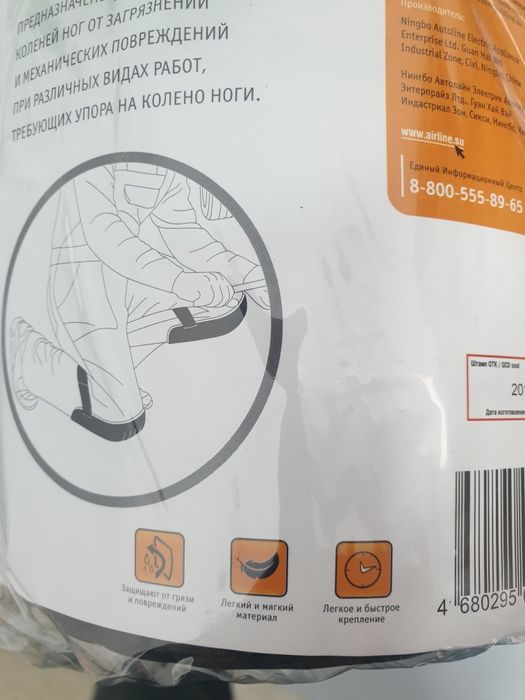 ПРЕДНАЗНАЧЕН
КОЛЕНЕЙ НОГ ОТ ЗАГРЯЗНЕНИЙ
И МЕХАНИЧЕСКИХ ПОВРЕЖДЕНИЙ
ПРИ РАЗЛИЧНЫХ ВИДАХ РАБОТ,
ТРЕБУЮЩИХ УПОРА НА КОЛЕНО НОГИ.
Производитель:
Ningbo Autoline Electric Appliance
Enterprise Ltd. Guan Hai Wei
Industrial Zone, Cixi, Ningbo, China
Нингбо Автолайн Электрик
Энтерпрайз Лтд., Гуан Хай Вэй
Индастриал Зон, Сикси, Нингбо,
www.airline.su
Единый Информационный Центр
8-800-555-89-65
Штамп ОТК / QCD seal
20
Дата изготовления
Защищают от грязи
и повреждений
Легкий и мягкий
материал
Легкое и быстрое
крепление
4 680295